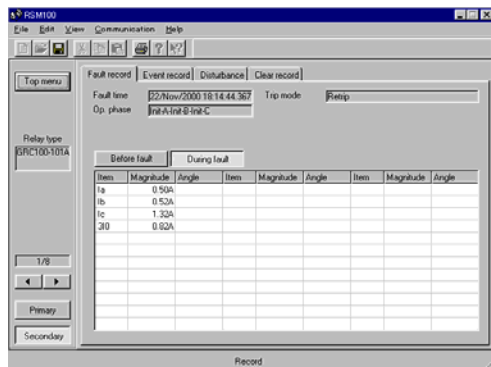 RSM100
File Edit View Communication Help
Top menu
Fault record Event record Disturbance Clear record
Fault time 22/Nov/2000 18:14:44.367 Trip mode Retrip
Op. phase Init-A-Init-B-Init-C
Relay type
GRC100-101A
Before fault During fault
Item Magnitude Angle Item Magnitude Angle Item Magnitude Angle
Ia 0.50A
Ib 0.52A
Ic 1.32A
3I0 0.82A
1/8
Primary
Secondary
Record